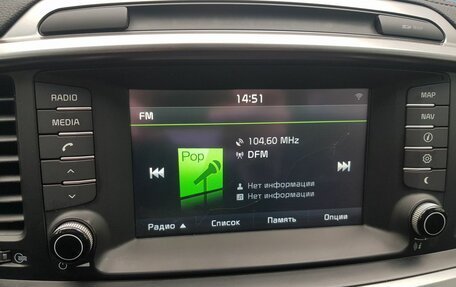 RADIO
MEDIA
14:51
FM
Pop
104,60 MHz
DFM
Нет информации
Нет информации
Радио ▲
Список
Память
Опции
MAP
NAV